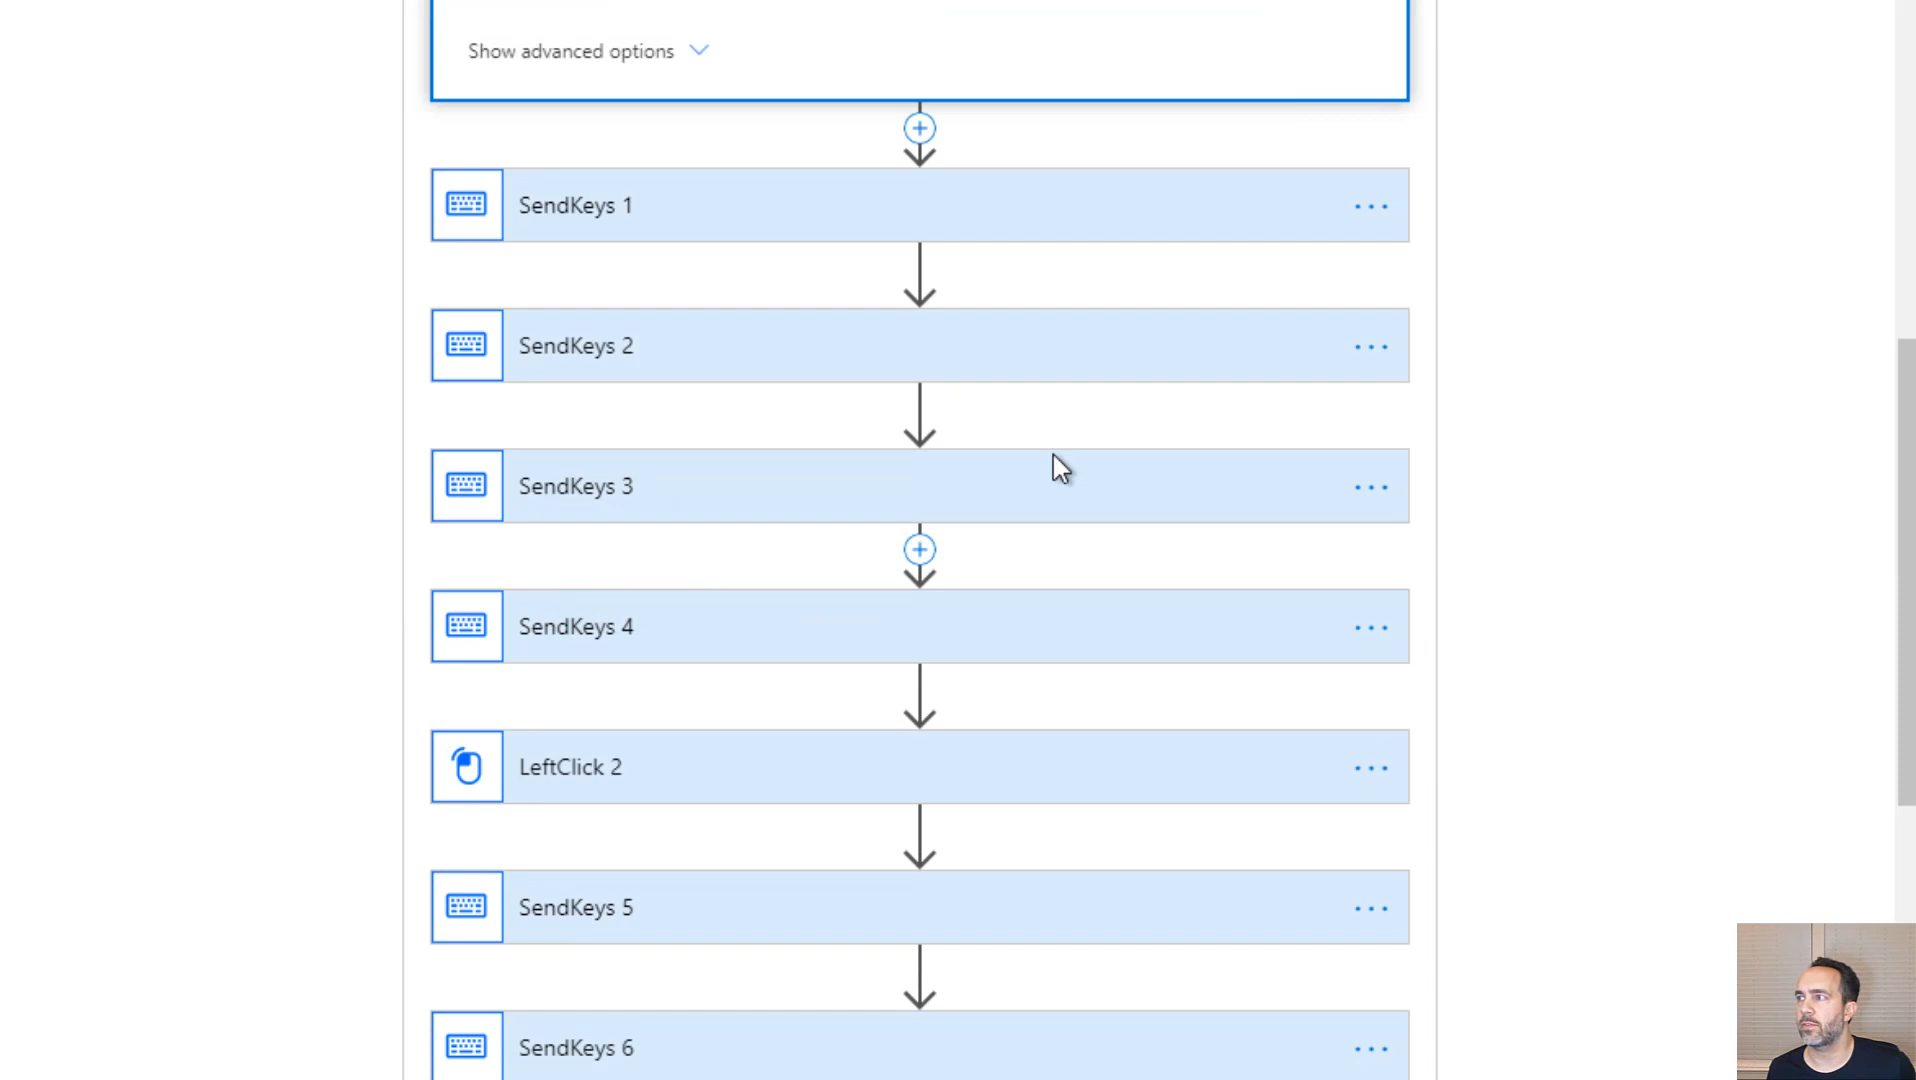 Show advanced options
SendKeys 1
SendKeys 2
SendKeys 3
SendKeys 4
LeftClick 2
SendKeys 5
SendKeys 6